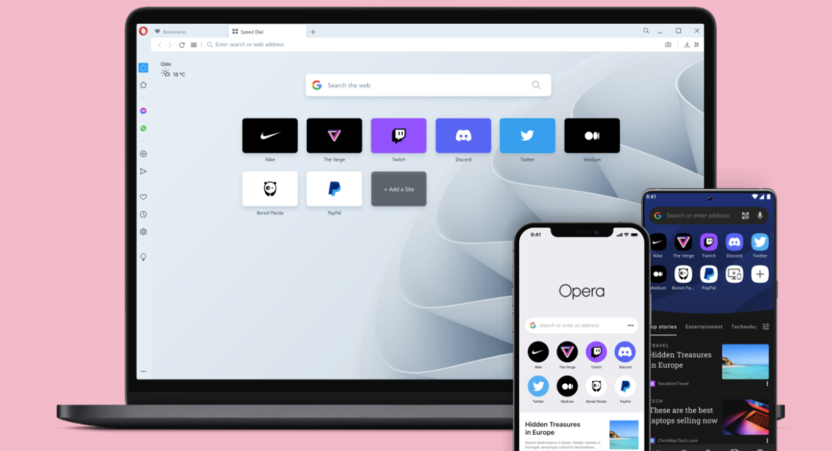 Bookmarks
Speed Dial
Enter search or web address
Oslo
18 °C
Search the web
Nike
The Verge
Twitch
Discord
Twitter
Medium
Bored Panda
PayPal
+ Add a Site
9:41
Opera
Search or enter an address
Nike
The Verge
Twitch
Discord
Twitter
Medium
Bored Panda
PayPal
Hidden Treasures
in Europe
9:41
Search or enter address
Nike
The Verge
Twitch
Discord
Twitter
Medium
Bored Pa...
PayPal
op stories
Entertainment
Technolo
TRAVEL
Hidden Treasures
in Europe
VacationTravel
TECH
These are the best
laptops selling now
ChrisMacTech.com